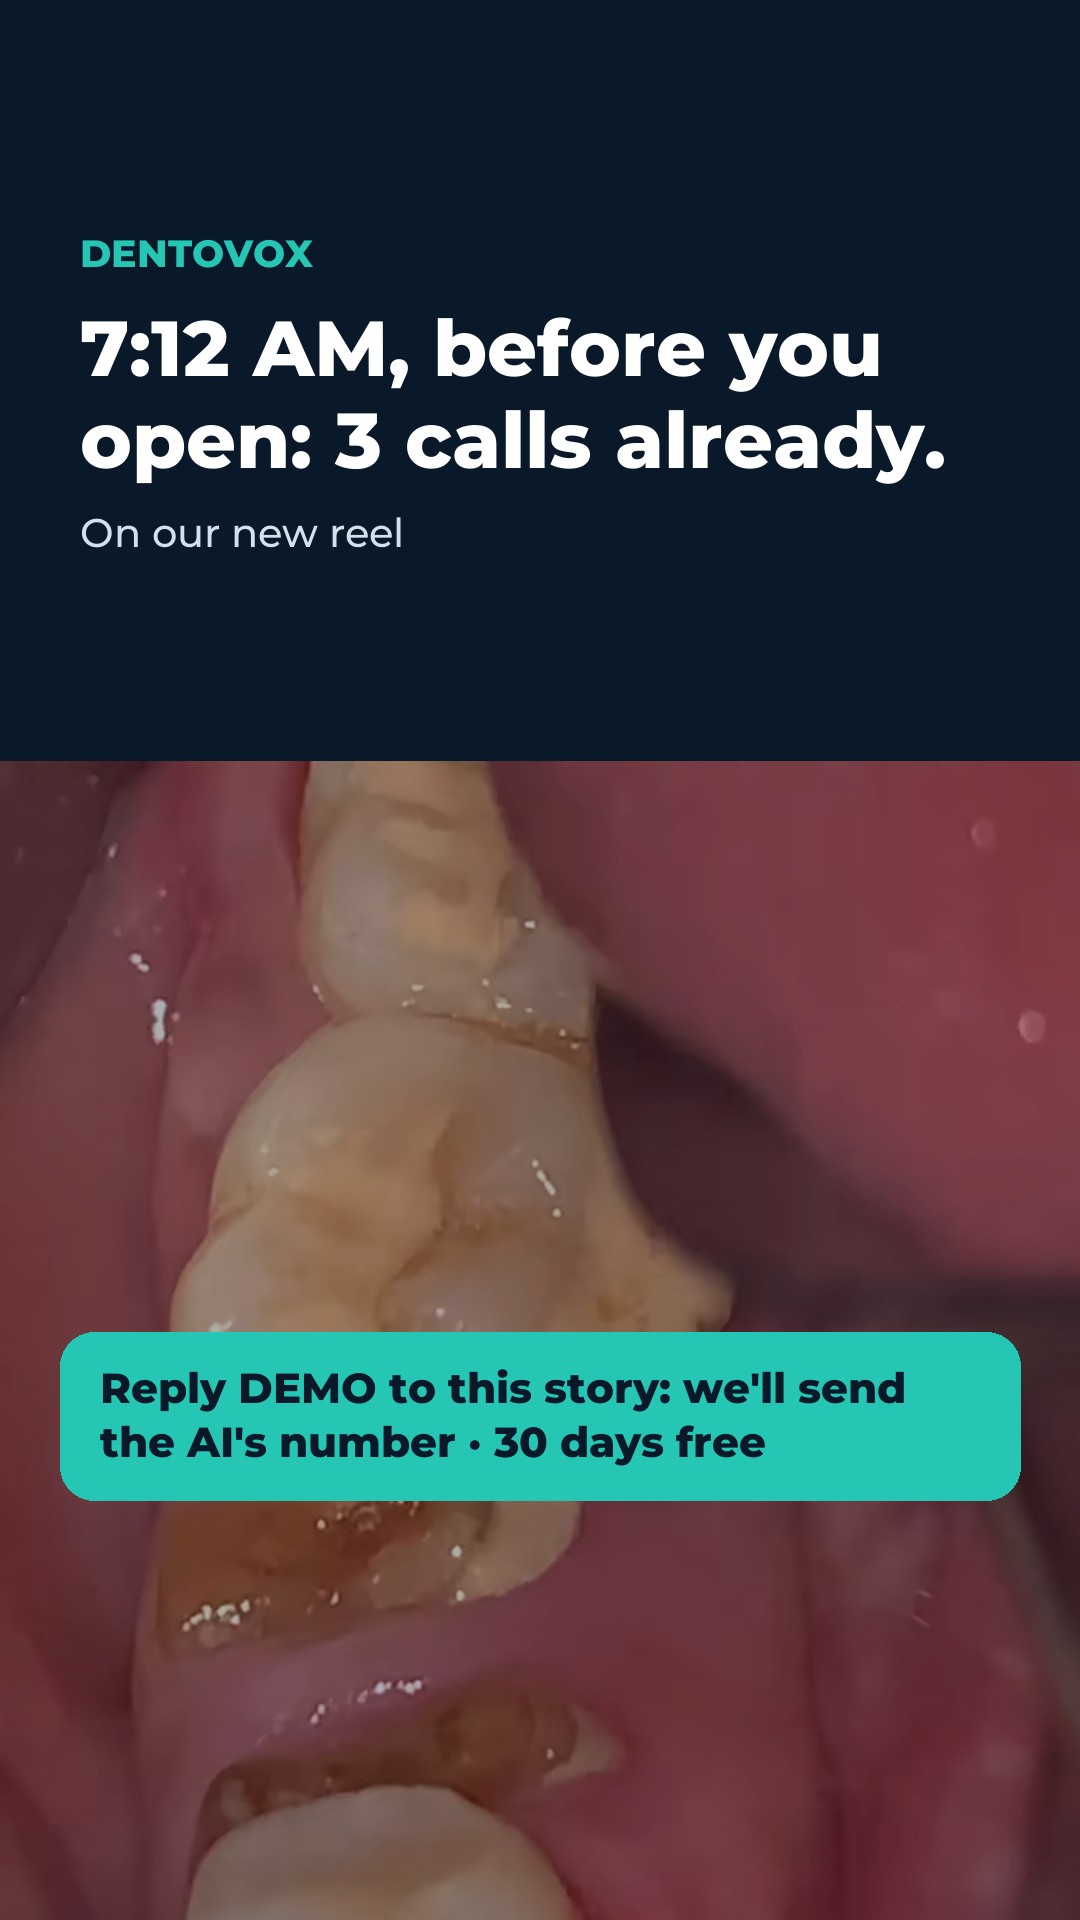 DENTOVOX
7:12 AM, before you
open: 3 calls already.
On our new reel
Reply DEMO to this story: we'll send
the AI's number · 30 days free